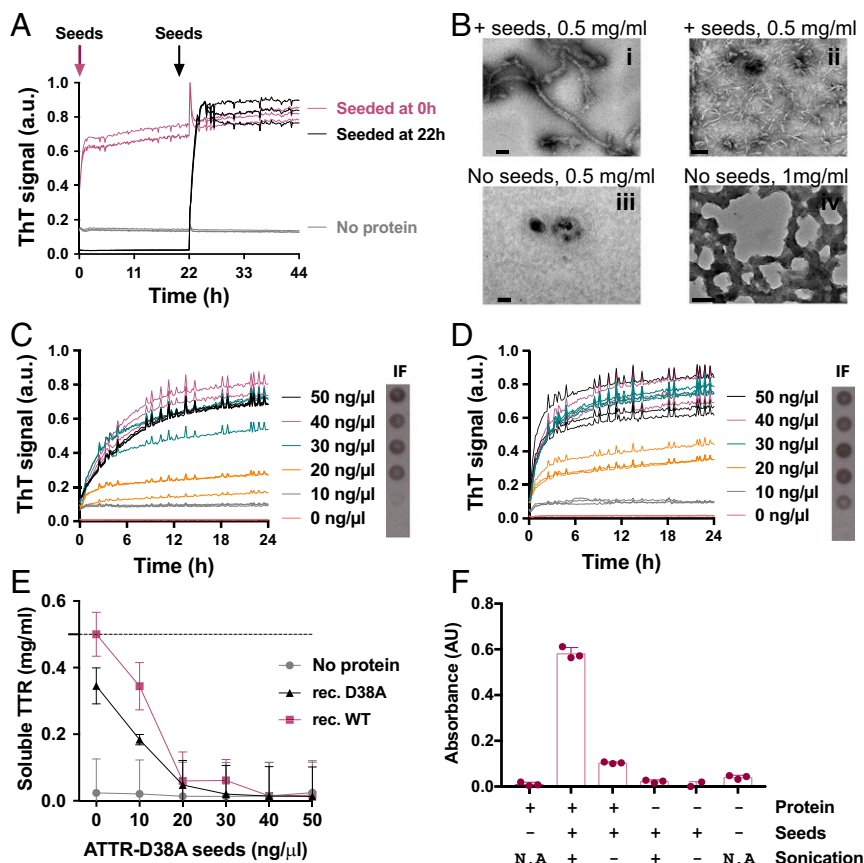 A
Seeds Seeds
ThT signal (a.u.)
1.0
0.8
0.6
0.4
0.2
0.0
0 11 22 33 44
Time (h)
Seeded at 0h
Seeded at 22h
No protein
B
+ seeds, 0.5 mg/ml
i
+ seeds, 0.5 mg/ml
ii
No seeds, 0.5 mg/ml
iii
No seeds, 1mg/ml
iv
C
ThT signal (a.u.)
1.0
0.8
0.6
0.4
0.2
0.0
0 6 12 18 24
Time (h)
IF
50 ng/µl
40 ng/µl
30 ng/µl
20 ng/µl
10 ng/µl
0 ng/µl
D
ThT signal (a.u.)
1.0
0.8
0.6
0.4
0.2
0.0
0 6 12 18 24
Time (h)
IF
50 ng/µl
40 ng/µl
30 ng/µl
20 ng/µl
10 ng/µl
0 ng/µl
E
Soluble TTR (mg/ml)
0.6
0.4
0.2
0.0
0 10 20 30 40 50
ATTR-D38A seeds (ng/µl)
No protein
rec. D38A
rec. WT
F
Absorbance (AU)
0.8
0.6
0.4
0.2
0.0
+ + + – – – Protein
– + + + + – Seeds
N.A + – + – N.A Sonication